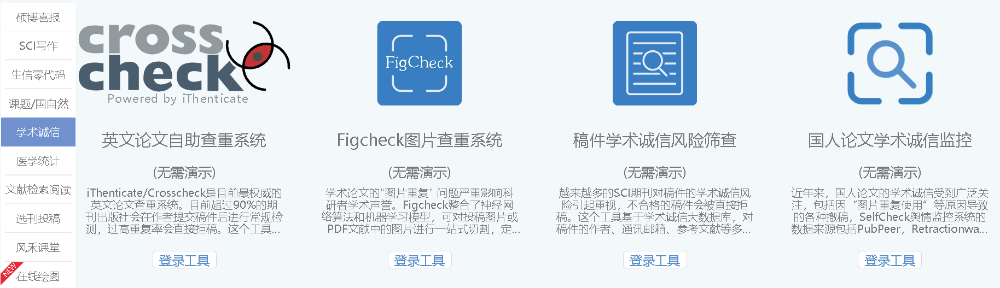 硕博喜报
SCI写作
生信零代码
课题/国自然
学术诚信
医学统计
文献检索阅读
选刊投稿
风禾课堂
NEW
在线绘图
cross
check
Powered by iThenticate
英文论文自助查重系统
(无需演示)
iThenticate/Crosscheck是目前最权威的
英文论文查重系统。目前超过90%的期
刊出版社会在作者提交稿件后进行常规检
测，过高重复率会直接拒稿。这个工具...
登录工具
FigCheck
Figcheck图片查重系统
(无需演示)
学术论文的"图片重复" 问题严重影响科
研者学术声誉。Figcheck整合了神经网
络算法和机器学习模型，可对投稿图片或
PDF文献中的图片进行一站式切割，定...
登录工具
稿件学术诚信风险筛查
(无需演示)
越来越多的SCI期刊对稿件的学术诚信风
险引起重视，不合格的稿件会被直接拒
稿。这个工具基于学术诚信大数据库，对
稿件的作者、通讯邮箱、参考文献等多...
登录工具
国人论文学术诚信监控
(无需演示)
近年来，国人论文的学术诚信受到广泛关
注，包括因“图片重复使用”等原因导致
的各种撤稿，SelfCheck舆情监控系统的
数据来源包括PubPeer，Retractionwa...
登录工具